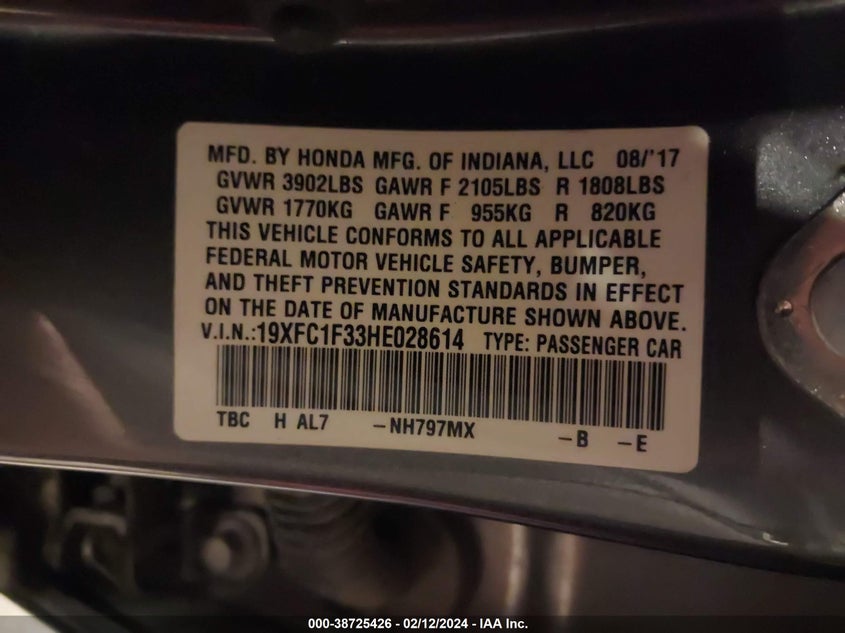 MFD. BY HONDA MFG. OF INDIANA, LLC 08/'17
GVWR 3902LBS GAWR F 2105LBS R 1808LBS
GVWR 1770KG GAWR F 955KG R 820KG
THIS VEHICLE CONFORMS TO ALL APPLICABLE
FEDERAL MOTOR VEHICLE SAFETY, BUMPER,
AND THEFT PREVENTION STANDARDS IN EFFECT
ON THE DATE OF MANUFACTURE SHOWN ABOVE.
V.I.N.:19XFC1F33HE028614 TYPE: PASSENGER CAR
TBC H AL7 -NH797MX -B -E
000-38725426 - 02/12/2024 - IAA Inc.